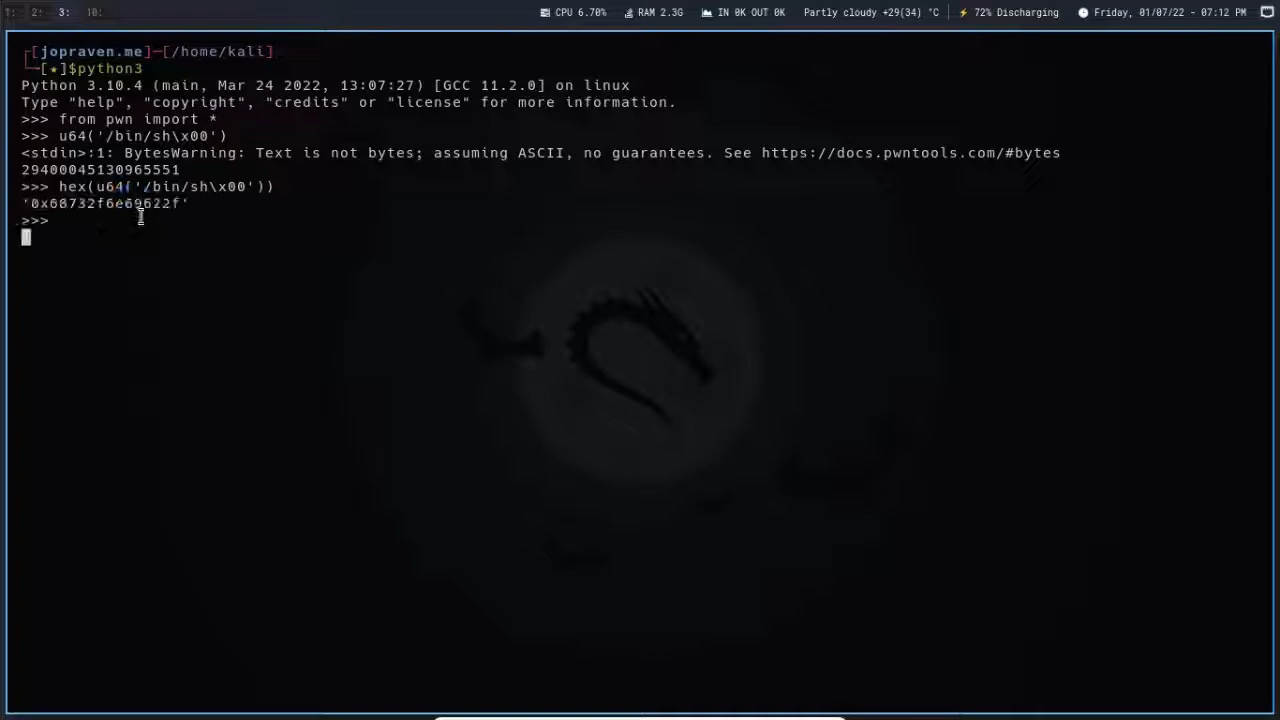 1: 2: 3: 10: CPU 6.70% RAM 2.3G IN 0K OUT 0K Partly cloudy +29(34) °C 72% Discharging Friday, 01/07/22 - 07:12 PM
┌[jopraven.me]─[/home/kali]
└─[★]$python3
Python 3.10.4 (main, Mar 24 2022, 13:07:27) [GCC 11.2.0] on linux
Type "help", "copyright", "credits" or "license" for more information.
>>> from pwn import *
>>> u64('/bin/sh\x00')
<stdin>:1: BytesWarning: Text is not bytes; assuming ASCII, no guarantees. See https://docs.pwntools.com/#bytes
29400045130965551
>>> hex(u64('/bin/sh\x00'))
'0x68732f6e69622f'
>>>